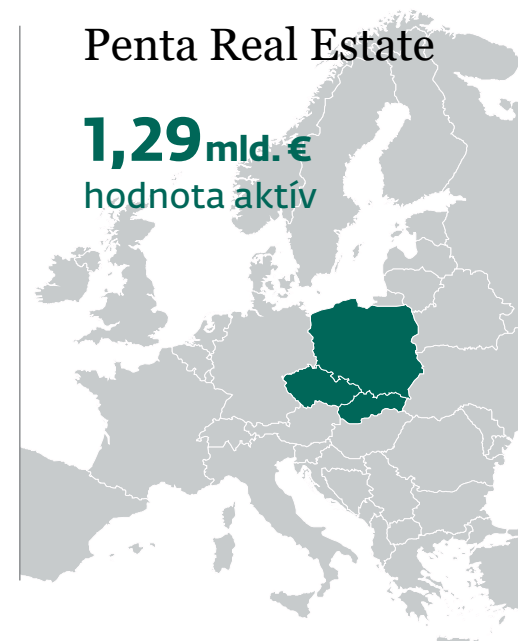 Penta Real Estate
1,29 mld. €
hodnota aktív